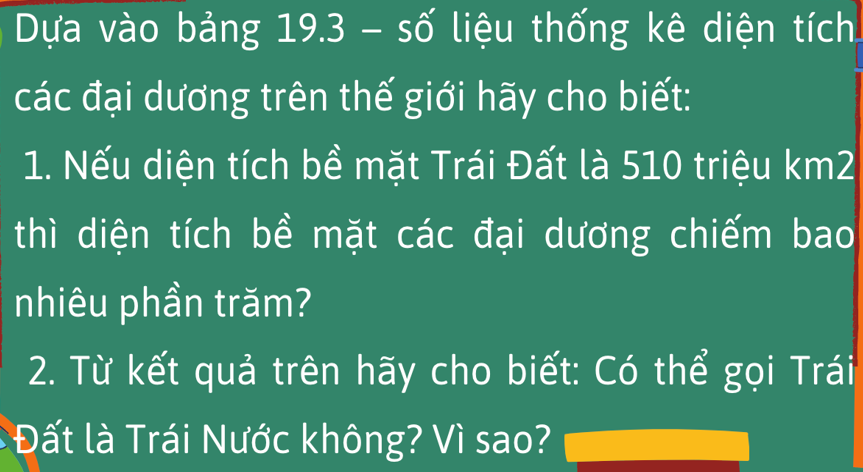 Dựa vào bảng 19.3 – số liệu thống kê diện tích
các đại dương trên thế giới hãy cho biết:
1. Nếu diện tích bề mặt Trái Đất là 510 triệu km2
thì diện tích bề mặt các đại dương chiếm bao
nhiêu phần trăm?
2. Từ kết quả trên hãy cho biết: Có thể gọi Trái
Đất là Trái Nước không? Vì sao?